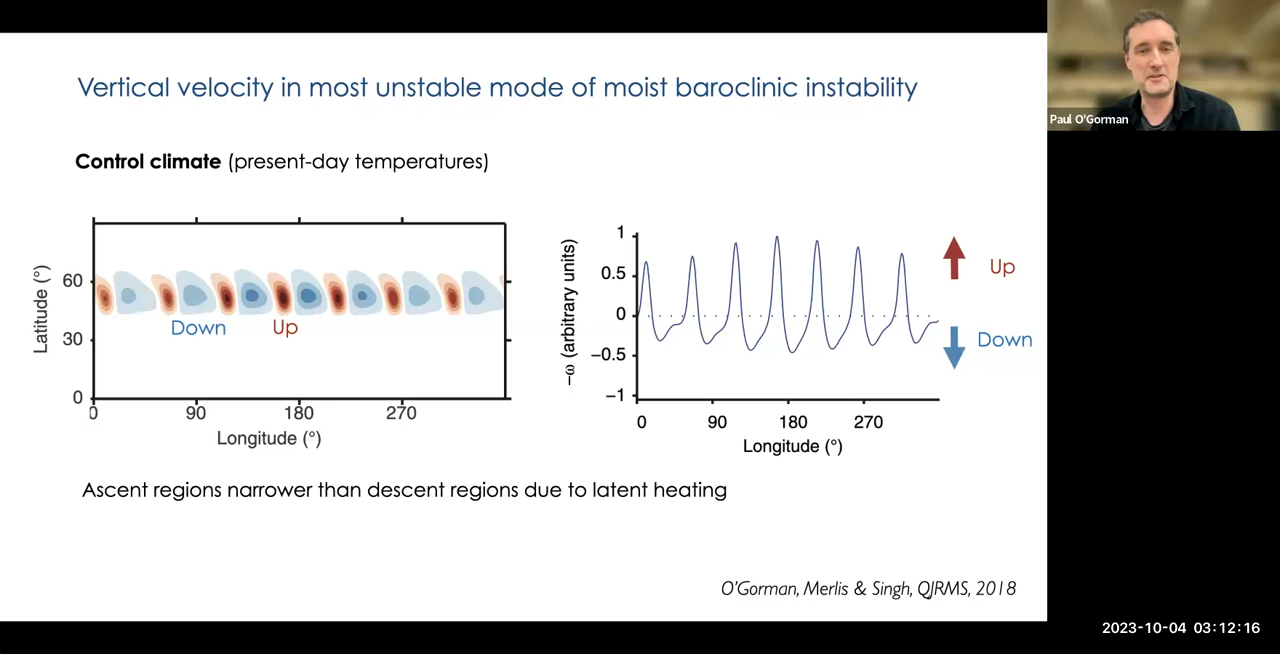 Vertical velocity in most unstable mode of moist baroclinic instability
Paul O'Gorman
Control climate (present-day temperatures)
Latitude (°)
60
30
0
Down
Up
0
90
180
270
Longitude (°)
−ω (arbitrary units)
1
0.5
0
−0.5
−1
0
90
180
270
Longitude (°)
Up
Down
Ascent regions narrower than descent regions due to latent heating
O'Gorman, Merlis & Singh, QJRMS, 2018
2023-10-04 03:12:16